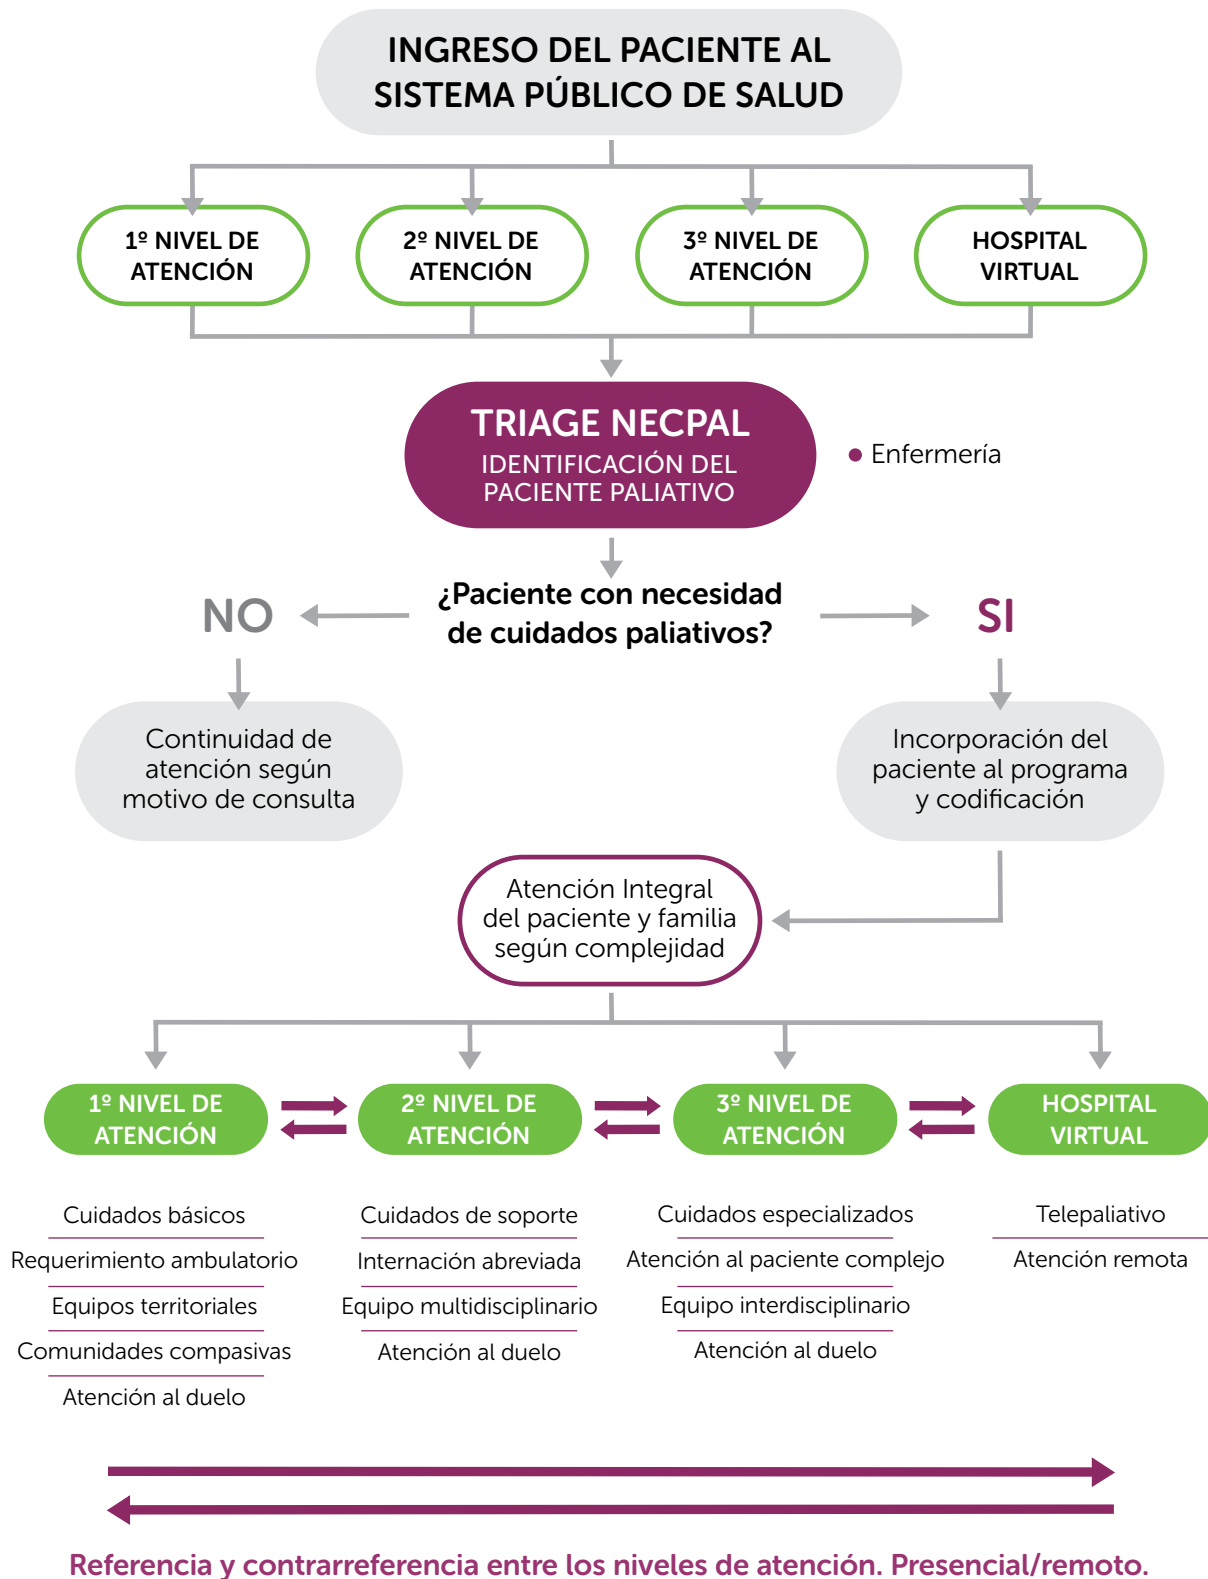 INGRESO DEL PACIENTE AL
SISTEMA PÚBLICO DE SALUD
1º NIVEL DE
ATENCIÓN
2º NIVEL DE
ATENCIÓN
3º NIVEL DE
ATENCIÓN
HOSPITAL
VIRTUAL
TRIAGE NECPAL
IDENTIFICACIÓN DEL
PACIENTE PALIATIVO
Enfermería
¿Paciente con necesidad
de cuidados paliativos?
NO
SI
Continuidad de
atención según
motivo de consulta
Incorporación del
paciente al programa
y codificación
Atención Integral
del paciente y familia
según complejidad
1º NIVEL DE
ATENCIÓN
2º NIVEL DE
ATENCIÓN
3º NIVEL DE
ATENCIÓN
HOSPITAL
VIRTUAL
Cuidados básicos
Requerimiento ambulatorio
Equipos territoriales
Comunidades compasivas
Atención al duelo
Cuidados de soporte
Internación abreviada
Equipo multidisciplinario
Atención al duelo
Cuidados especializados
Atención al paciente complejo
Equipo interdisciplinario
Atención al duelo
Telepaliativo
Atención remota
Referencia y contrarreferencia entre los niveles de atención. Presencial/remoto.